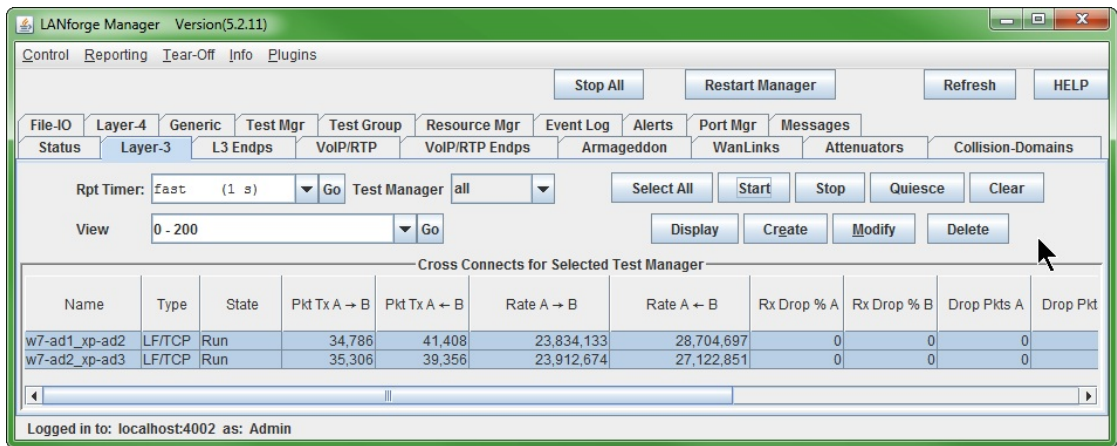 LANforge Manager Version(5.2.11)
Control Reporting Tear-Off Info Plugins
Stop All Restart Manager Refresh HELP
File-IO Layer-4 Generic Test Mgr Test Group Resource Mgr Event Log Alerts Port Mgr Messages
Status Layer-3 L3 Endps VoIP/RTP VoIP/RTP Endps Armageddon WanLinks Attenuators Collision-Domains
Rpt Timer: fast (1 s) Go Test Manager all Select All Start Stop Quiesce Clear
View 0 - 200 Go Display Create Modify Delete
Cross Connects for Selected Test Manager
Name Type State Pkt Tx A → B Pkt Tx A ← B Rate A → B Rate A ← B Rx Drop % A Rx Drop % B Drop Pkts A Drop Pkt
w7-ad1_xp-ad2 LF/TCP Run 34,786 41,408 23,834,133 28,704,697 0 0 0
w7-ad2_xp-ad3 LF/TCP Run 35,306 39,356 23,912,674 27,122,851 0 0 0
Logged in to: localhost:4002 as: Admin